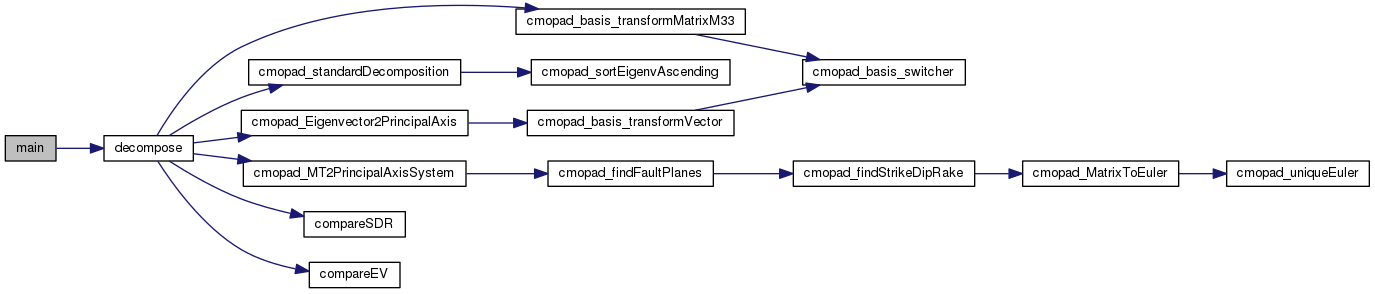 main
decompose
cmopad_basis_transformMatrixM33
cmopad_basis_switcher
cmopad_standardDecomposition
cmopad_sortEigenvAscending
cmopad_Eigenvector2PrincipalAxis
cmopad_basis_transformVector
cmopad_MT2PrincipalAxisSystem
cmopad_findFaultPlanes
cmopad_findStrikeDipRake
cmopad_MatrixToEuler
cmopad_uniqueEuler
compareSDR
compareEV